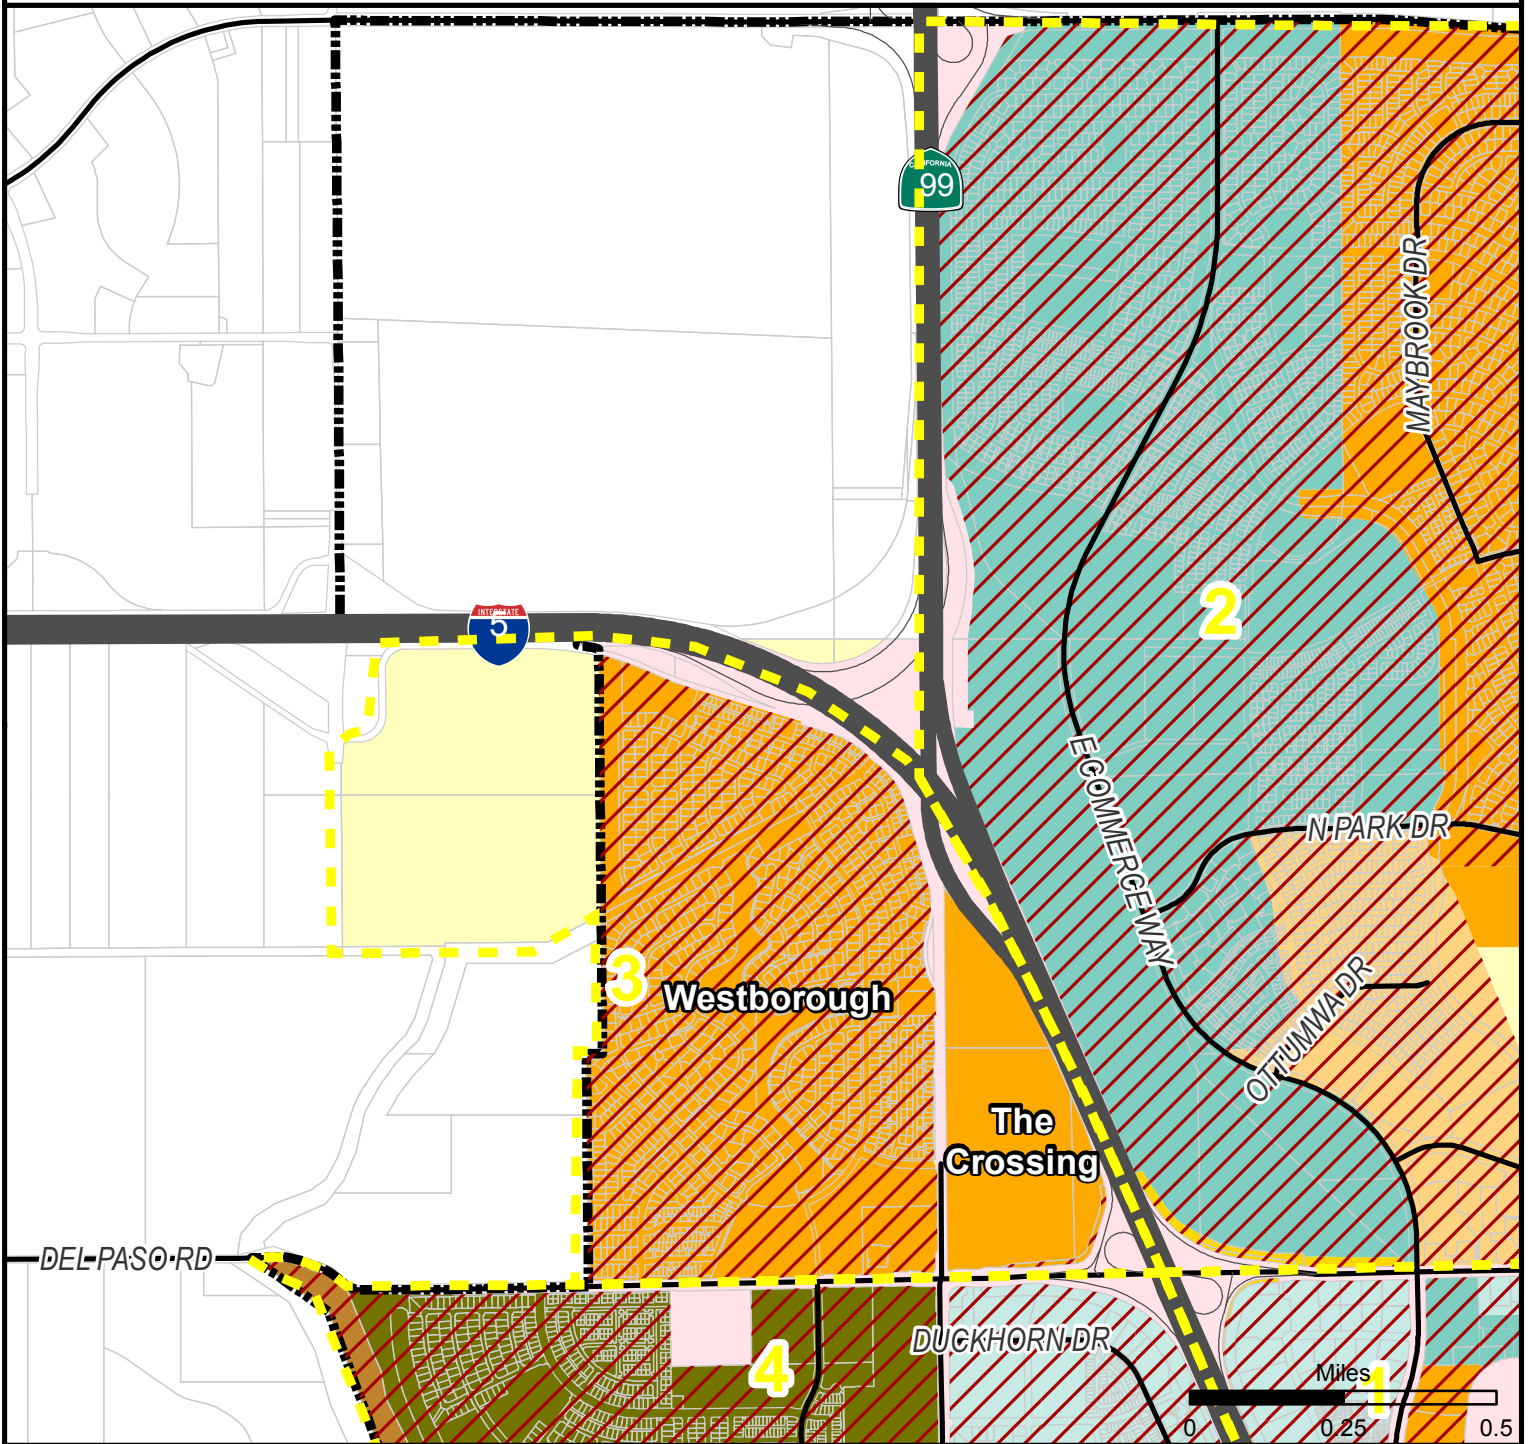 CALIFORNIA
99
MAYBROOK DR
2
INTERSTATE
5
E COMMERCE WAY
N PARK DR
3
Westborough
OTTUMWA DR
The
Crossing
DEL PASO RD
DUCKHORN DR
4
Miles
1
0 0.25 0.5